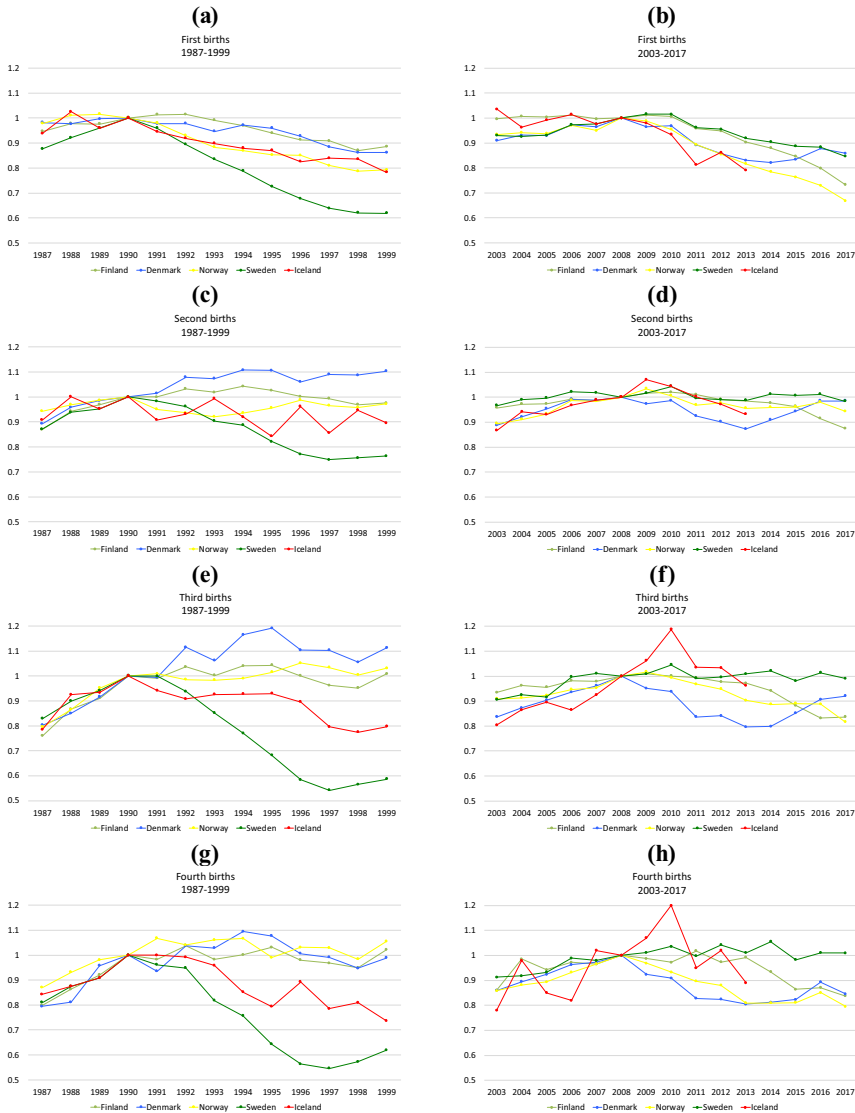 (a)
First births
1987-1999
1.2
1.1
1
0.9
0.8
0.7
0.6
0.5
1987 1988 1989 1990 1991 1992 1993 1994 1995 1996 1997 1998 1999
Finland Denmark Norway Sweden Iceland
(b)
First births
2003-2017
1.2
1.1
1
0.9
0.8
0.7
0.6
0.5
2003 2004 2005 2006 2007 2008 2009 2010 2011 2012 2013 2014 2015 2016 2017
Finland Denmark Norway Sweden Iceland
(c)
Second births
1987-1999
1.2
1.1
1
0.9
0.8
0.7
0.6
0.5
1987 1988 1989 1990 1991 1992 1993 1994 1995 1996 1997 1998 1999
Finland Denmark Norway Sweden Iceland
(d)
Second births
2003-2017
1.2
1.1
1
0.9
0.8
0.7
0.6
0.5
2003 2004 2005 2006 2007 2008 2009 2010 2011 2012 2013 2014 2015 2016 2017
Finland Denmark Norway Sweden Iceland
(e)
Third births
1987-1999
1.2
1.1
1
0.9
0.8
0.7
0.6
0.5
1987 1988 1989 1990 1991 1992 1993 1994 1995 1996 1997 1998 1999
Finland Denmark Norway Sweden Iceland
(f)
Third births
2003-2017
1.2
1.1
1
0.9
0.8
0.7
0.6
0.5
2003 2004 2005 2006 2007 2008 2009 2010 2011 2012 2013 2014 2015 2016 2017
Finland Denmark Norway Sweden Iceland
(g)
Fourth births
1987-1999
1.2
1.1
1
0.9
0.8
0.7
0.6
0.5
1987 1988 1989 1990 1991 1992 1993 1994 1995 1996 1997 1998 1999
Finland Denmark Norway Sweden Iceland
(h)
Fourth births
2003-2017
1.2
1.1
1
0.9
0.8
0.7
0.6
0.5
2003 2004 2005 2006 2007 2008 2009 2010 2011 2012 2013 2014 2015 2016 2017
Finland Denmark Norway Sweden Iceland